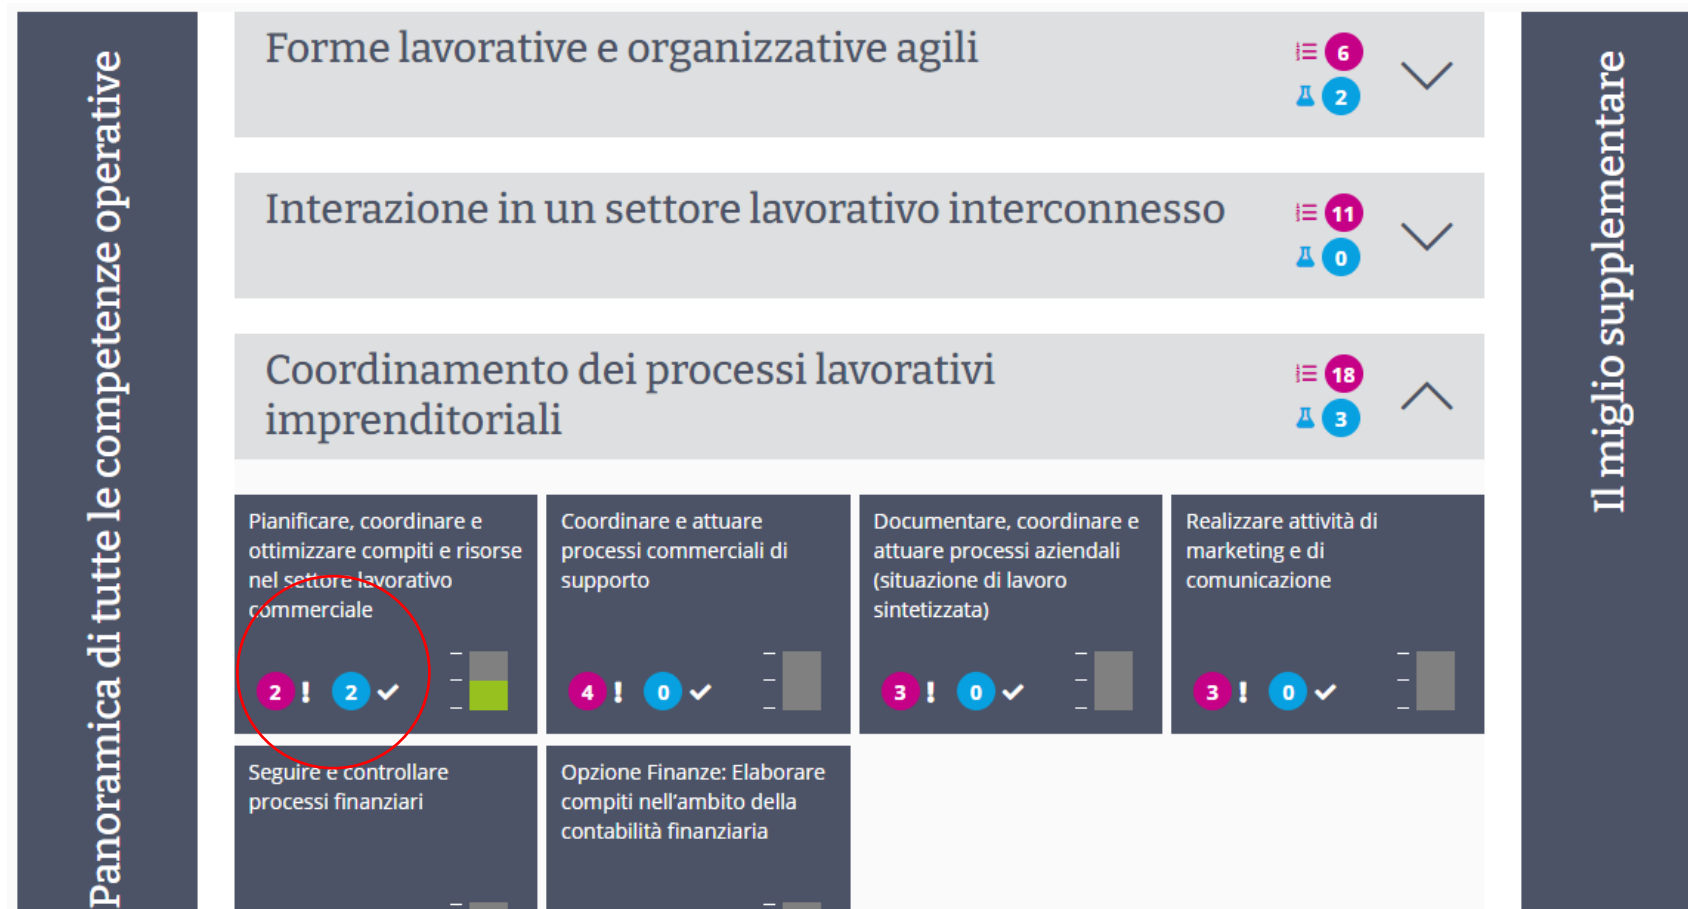 Panoramica di tutte le competenze operative
Forme lavorative e organizzative agili
6
2
Interazione in un settore lavorativo interconnesso
11
0
Coordinamento dei processi lavorativi
imprenditoriali
18
3
Pianificare, coordinare e
ottimizzare compiti e risorse
nel settore lavorativo
commerciale
2 ! 2
Coordinare e attuare
processi commerciali di
supporto
4 ! 0
Documentare, coordinare e
attuare processi aziendali
(situazione di lavoro
sintetizzata)
3 ! 0
Realizzare attività di
marketing e di
comunicazione
3 ! 0
Seguire e controllare
processi finanziari
Opzione Finanze: Elaborare
compiti nell'ambito della
contabilità finanziaria
Il miglio supplementare